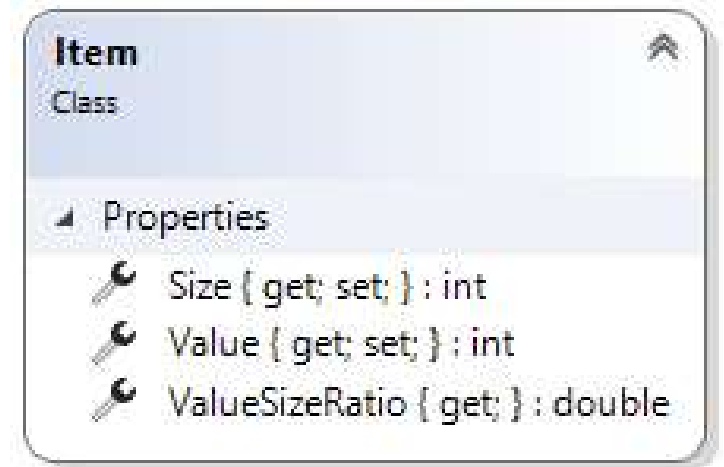 Item
Class
Properties
Size { get; set; } : int
Value { get; set; } : int
ValueSizeRatio { get; } : double